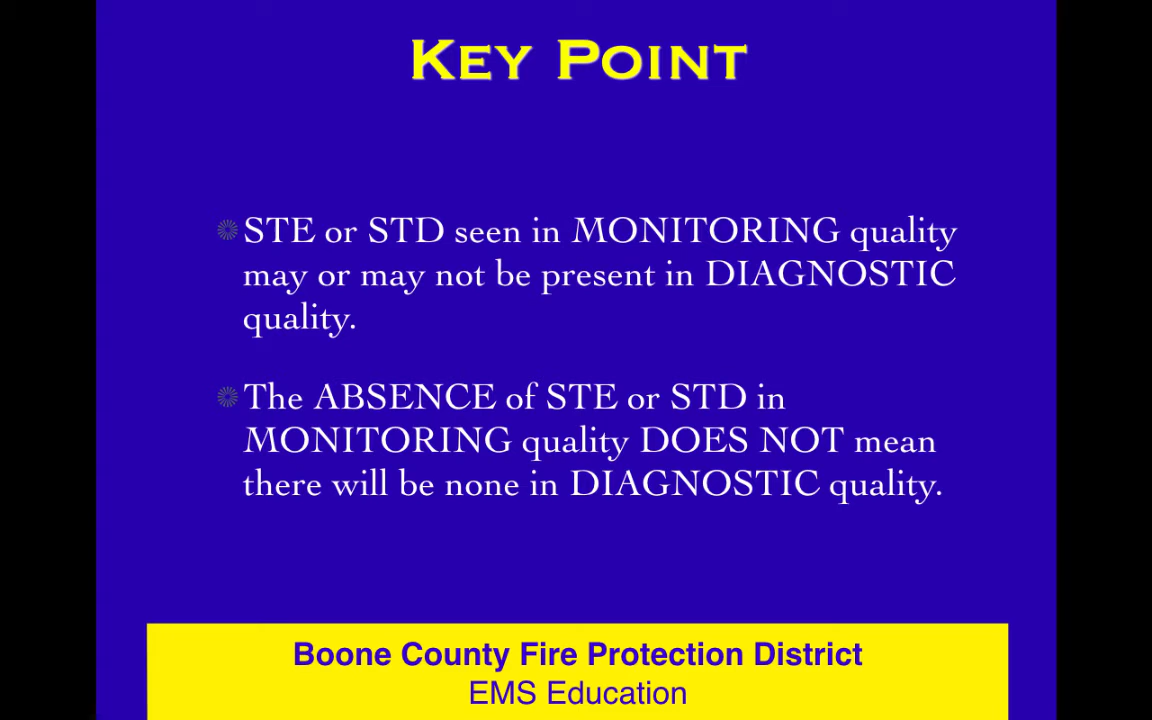 Key Point
STE or STD seen in MONITORING quality
may or may not be present in DIAGNOSTIC
quality.
The ABSENCE of STE or STD in
MONITORING quality DOES NOT mean
there will be none in DIAGNOSTIC quality.
Boone County Fire Protection District
EMS Education